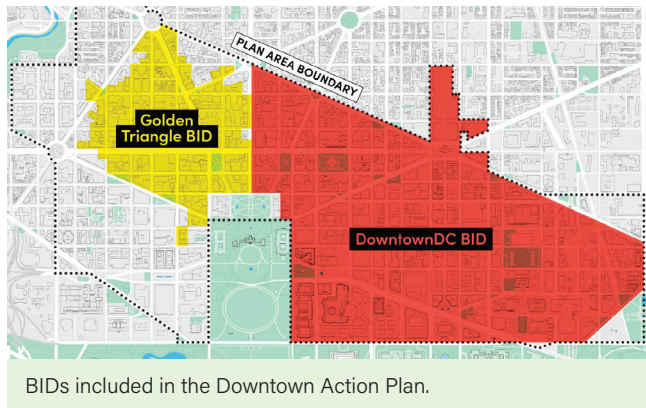 PLAN AREA BOUNDARY
Golden
Triangle BID
DowntownDC BID
BIDs included in the Downtown Action Plan.